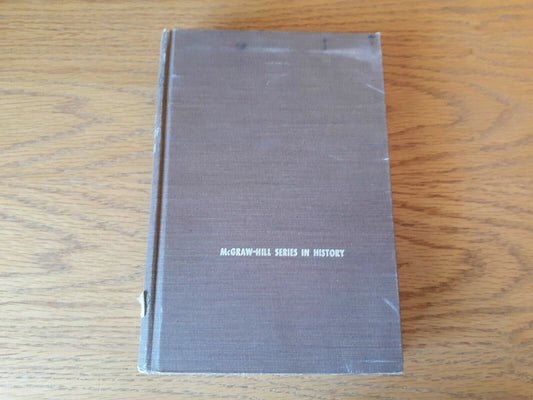 McGRAW-HILL SERIES IN HISTORY